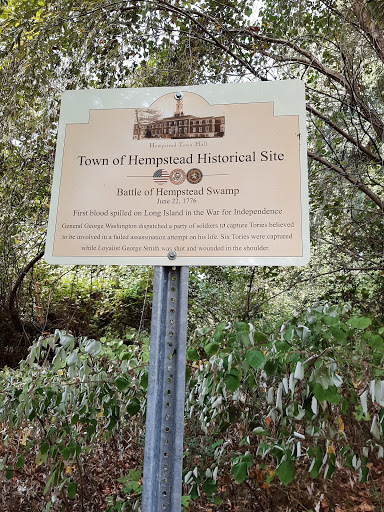 Hempstead Town Hall
Town of Hempstead Historical Site
Battle of Hempstead Swamp
June 22, 1776
First blood spilled on Long Island in the War for Independence
General George Washington dispatched a party of soldiers to capture Tories believed
to be involved in a failed assassination attempt on his life. Six Tories were captured
while Loyalist George Smith was shot and wounded in the shoulder.